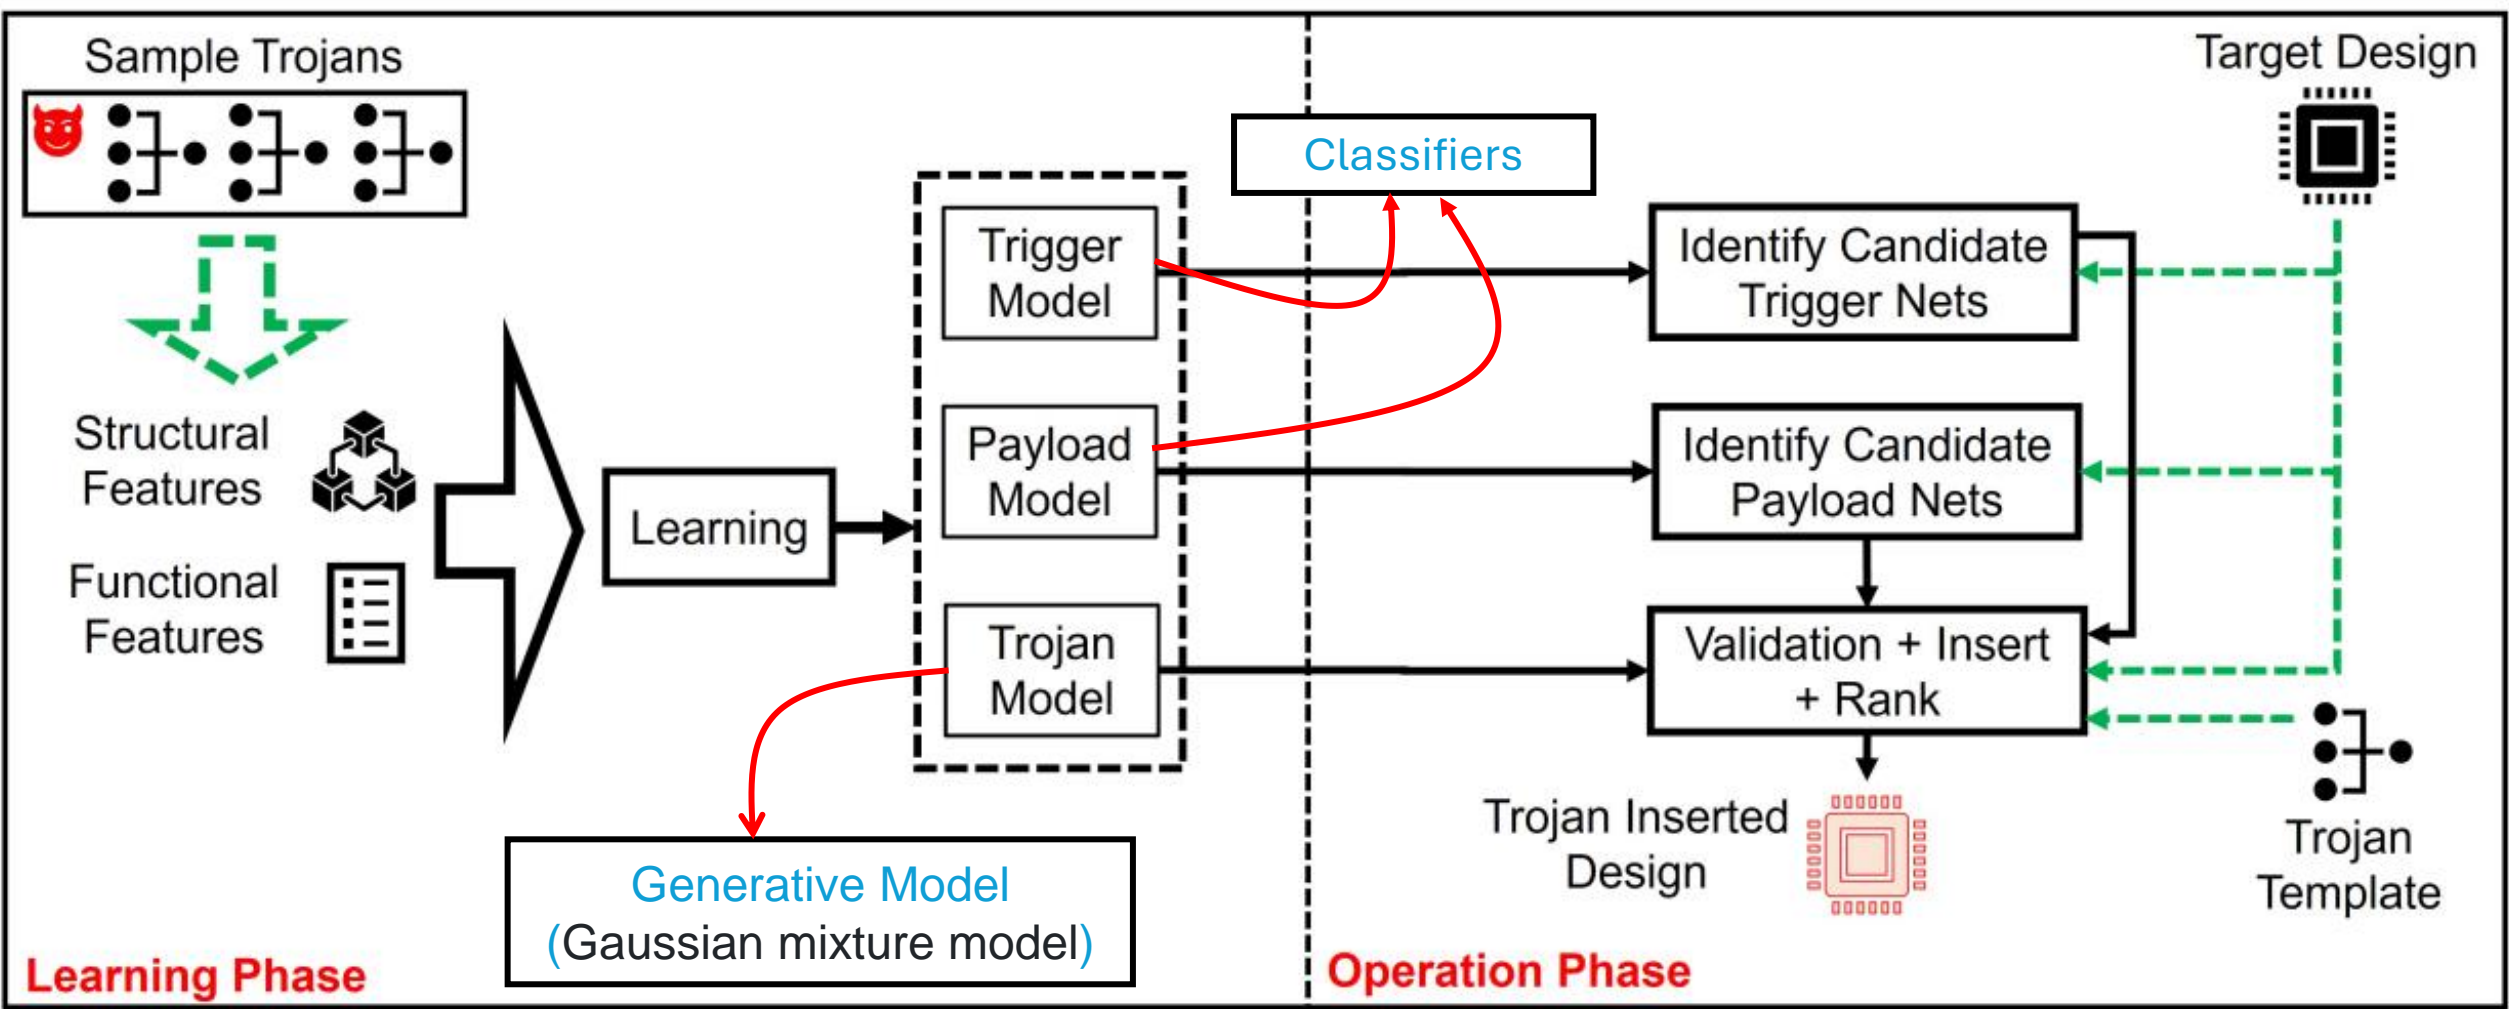 Sample Trojans
Structural
Features
Functional
Features
Learning
Trigger
Model
Payload
Model
Trojan
Model
Generative Model
(Gaussian mixture model)
Learning Phase
Classifiers
Target Design
Identify Candidate
Trigger Nets
Identify Candidate
Payload Nets
Validation + Insert
+ Rank
Trojan Inserted
Design
Trojan
Template
Operation Phase